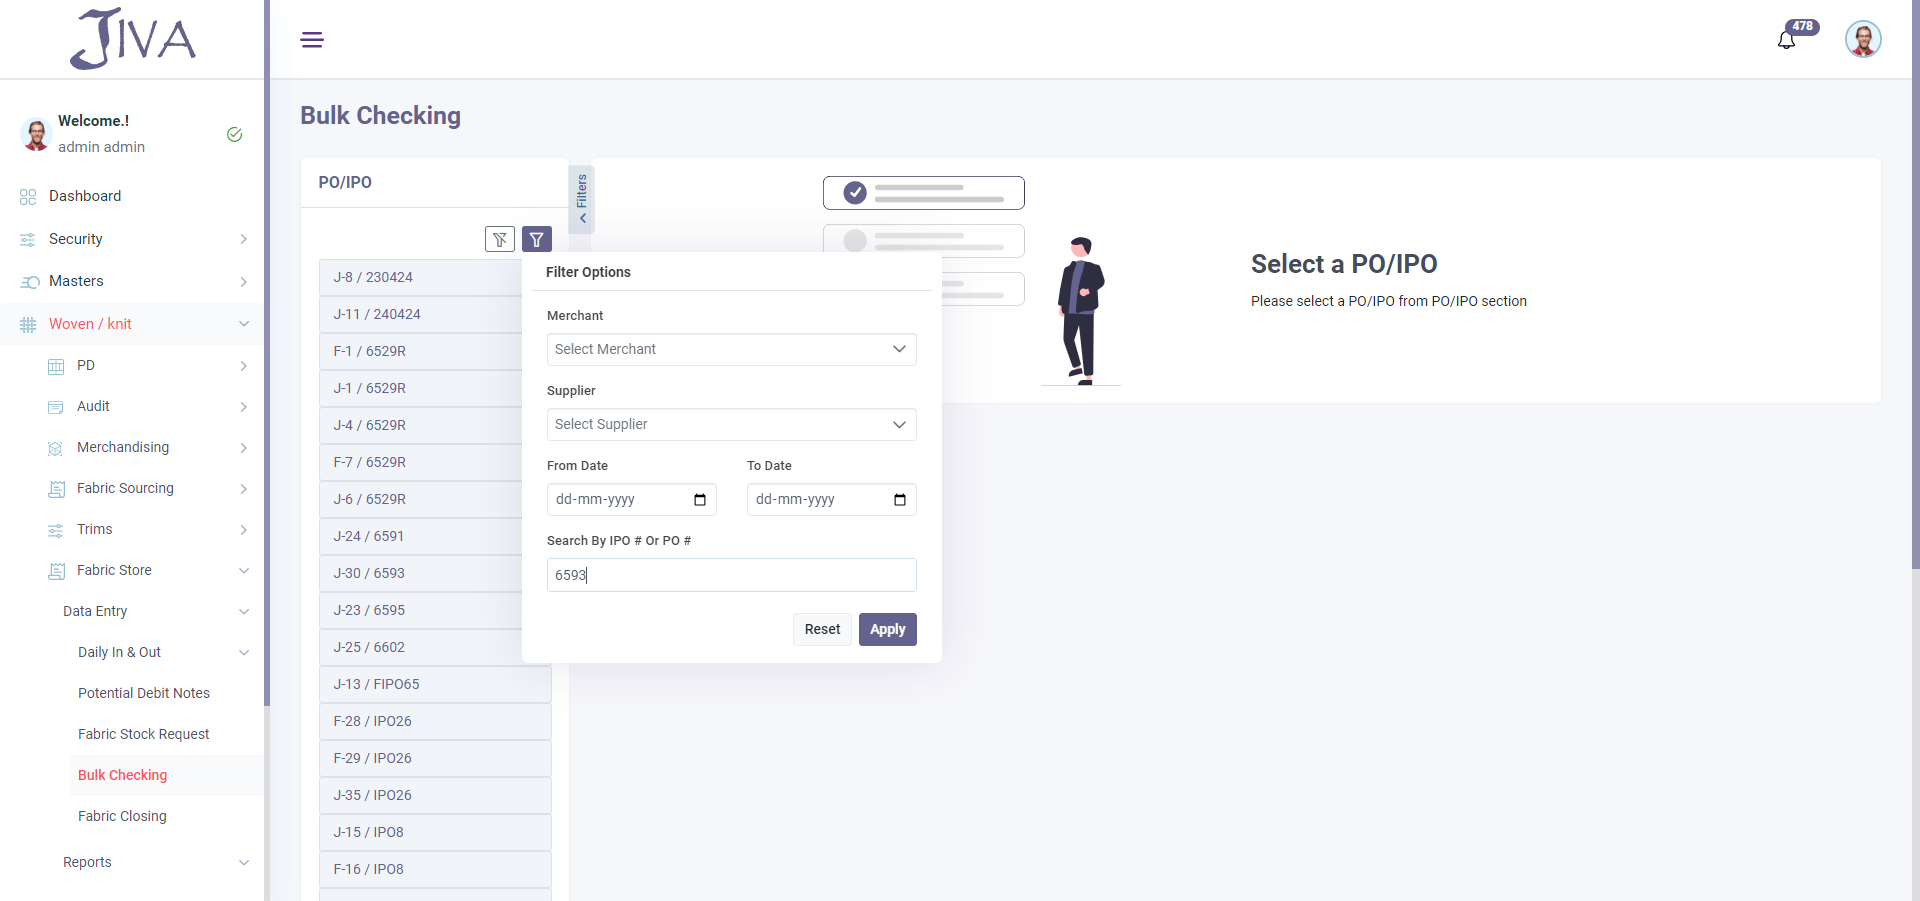 JIVA
478
Welcome.!
admin admin
Dashboard
Security
Masters
Woven / knit
PD
Audit
Merchandising
Fabric Sourcing
Trims
Fabric Store
Data Entry
Daily In & Out
Potential Debit Notes
Fabric Stock Request
Bulk Checking
Fabric Closing
Reports
Bulk Checking
PO/IPO
Filters
J-8 / 230424
J-11 / 240424
F-1 / 6529R
J-1 / 6529R
J-4 / 6529R
F-7 / 6529R
J-6 / 6529R
J-24 / 6591
J-30 / 6593
J-23 / 6595
J-25 / 6602
J-13 / FIPO65
F-28 / IPO26
F-29 / IPO26
J-35 / IPO26
J-15 / IPO8
F-16 / IPO8
Filter Options
Merchant
Select Merchant
Supplier
Select Supplier
From Date
To Date
dd-mm-yyyy
dd-mm-yyyy
Search By IPO # Or PO #
6593
Reset
Apply
Select a PO/IPO
Please select a PO/IPO from PO/IPO section